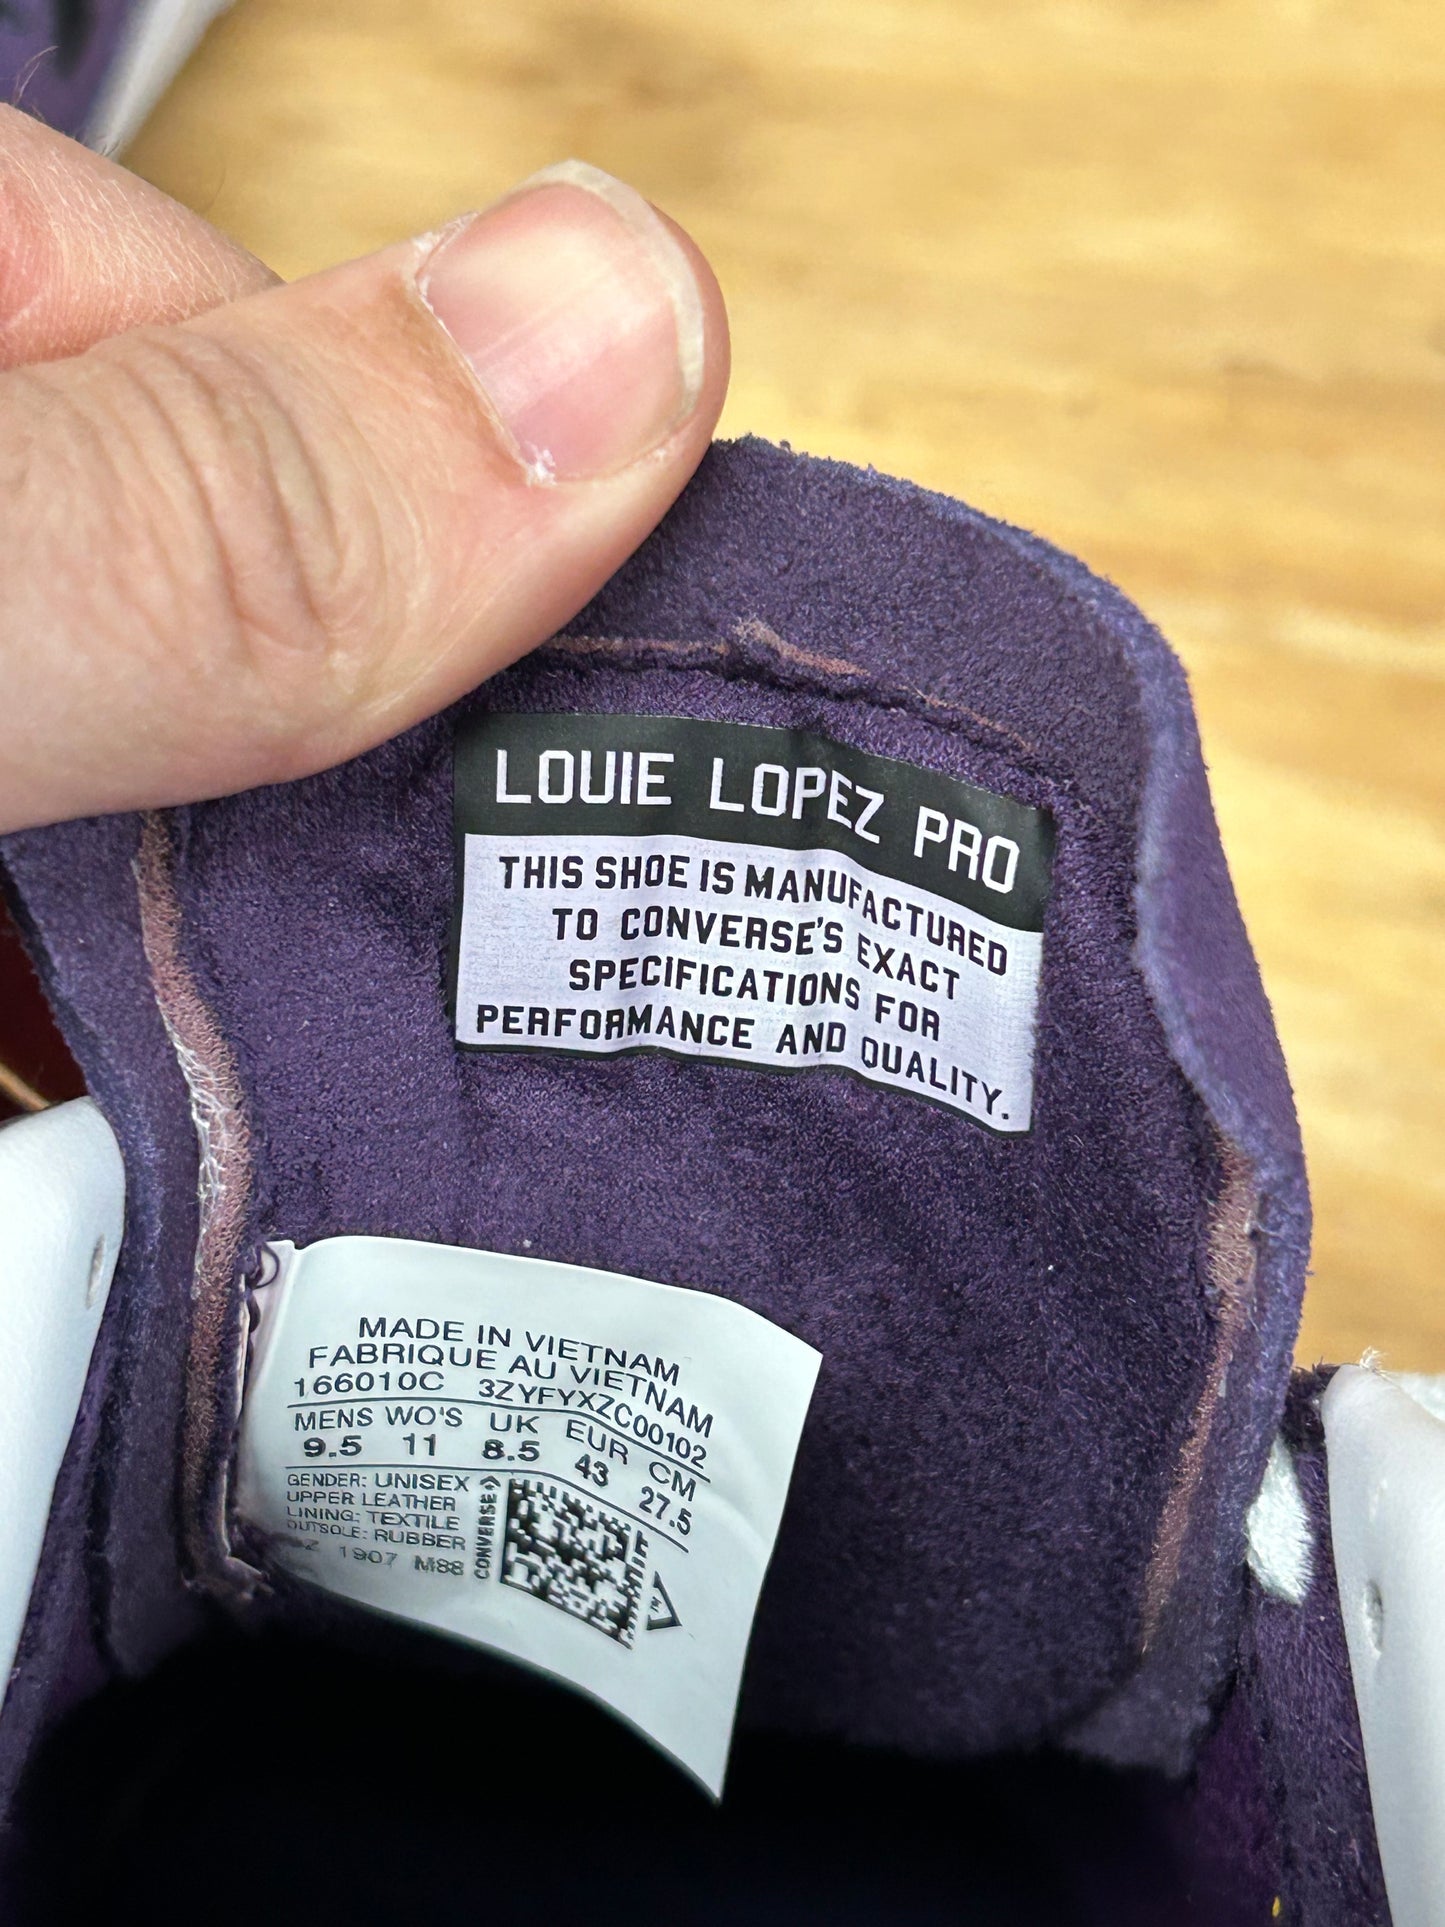 LOUIE LOPEZ PRO
THIS SHOE IS MANUFACTURED
TO CONVERSE'S EXACT
SPECIFICATIONS FOR
PERFORMANCE AND QUALITY.
MADE IN VIETNAM
FABRIQUE AU VIETNAM
166010C 3ZYFYXZC00102
MENS WO'S UK EUR CM
9.5 11 8.5 43 27.5
GENDER: UNISEX
UPPER LEATHER
LINING: TEXTILE
OUTSOLE: RUBBER
1907 M88
CONVERSE